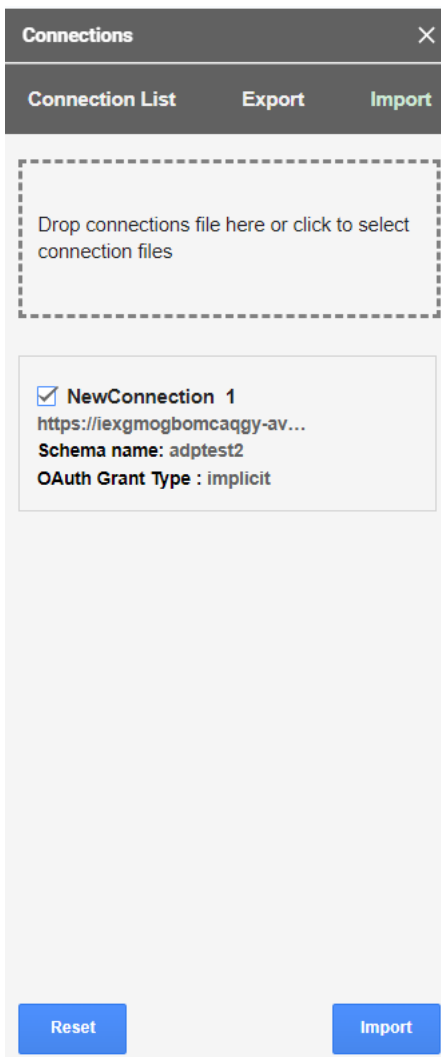 Connections
Connection List Export Import
Drop connections file here or click to select
connection files
NewConnection 1
https://iexgmogbomcaqgy-av...
Schema name: adptest2
OAuth Grant Type : implicit
Reset Import